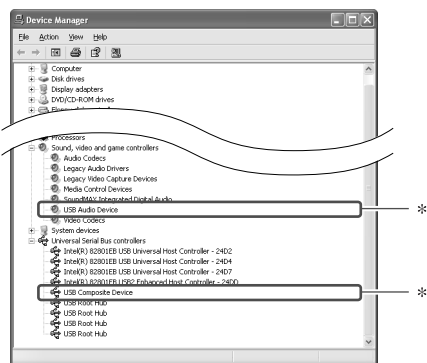 Device Manager
File Action View Help
Computer
Disk drives
Display adapters
DVD/CD-ROM drives
Processors
Sound, video and game controllers
Audio Codecs
Legacy Audio Drivers
Legacy Video Capture Devices
Media Control Devices
SoundMAX Integrated Digital Audio
USB Audio Device
*
Video Codecs
System devices
Universal Serial Bus controllers
Intel(R) 82801EB USB Universal Host Controller - 24D2
Intel(R) 82801EB USB Universal Host Controller - 24D4
Intel(R) 82801EB USB Universal Host Controller - 24D7
Intel(R) 82801EB USB2 Enhanced Host Controller - 24DD
USB Composite Device
*
USB Root Hub
USB Root Hub
USB Root Hub
USB Root Hub